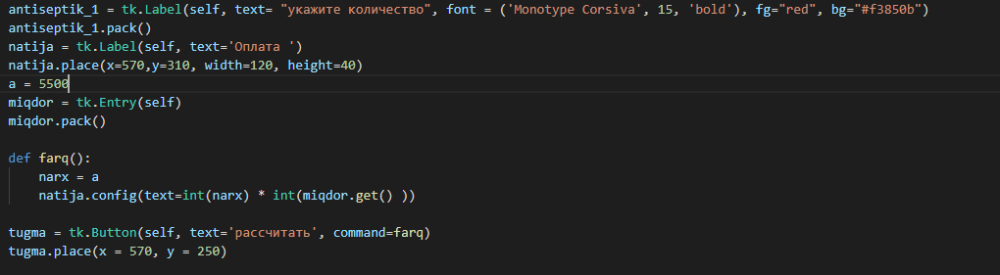 antiseptik_1 = tk.Label(self, text= "укажите количество", font = ('Monotype Corsiva', 15, 'bold'), fg="red", bg="#f3850b")
antiseptik_1.pack()
natija = tk.Label(self, text='Оплата ')
natija.place(x=570,y=310, width=120, height=40)
a = 5500
miqdor = tk.Entry(self)
miqdor.pack()
def farq():
narx = a
natija.config(text=int(narx) * int(miqdor.get() ))
tugma = tk.Button(self, text='рассчитать', command=farq)
tugma.place(x = 570, y = 250)